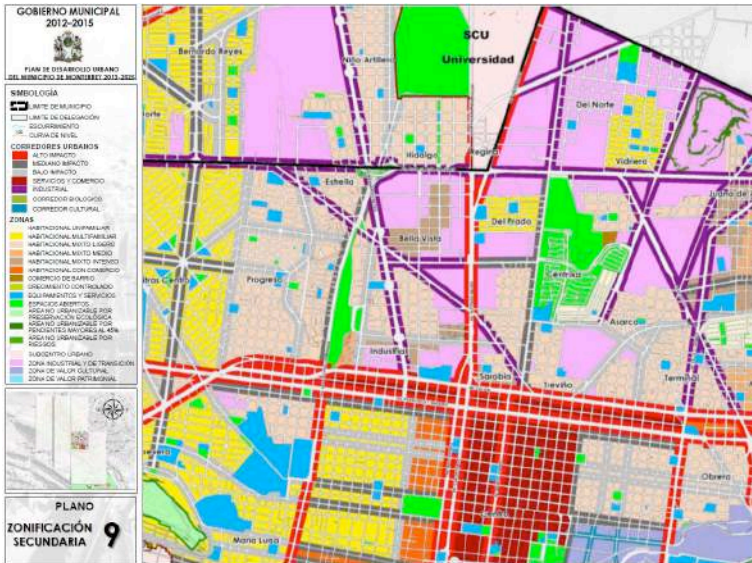 GOBIERNO MUNICIPAL
2012-2015
PLAN DE DESARROLLO URBANO
DEL MUNICIPIO DE MONTERREY 2013-2025
SIMBOLOGÍA
LIMITE DE MUNICIPIO
LIMITE DE DELEGACIÓN
ESCURRIMIENTO
CURVA DE NIVEL
CORREDORES URBANOS
ALTO IMPACTO
MEDIANO IMPACTO
BAJO IMPACTO
SERVICIOS Y COMERCIO
INDUSTRIAL
CORREDOR BIOLOGICO
CORREDOR CULTURAL
ZONAS
HABITACIONAL UNIFAMILIAR
HABITACIONAL MULTIFAMILIAR
HABITACIONAL MIXTO LIGERO
HABITACIONAL MIXTO MEDIO
HABITACIONAL MIXTO INTENSO
HABITACIONAL CON COMERCIO
COMERCIO DE BARRIO
CRECIMIENTO CONTROLADO
EQUIPAMIENTOS Y SERVICIOS
ESPACIOS ABIERTOS
AREA NO URBANIZABLE POR
PRESERVACIÓN ECOLÓGICA
AREA NO URBANIZABLE POR
PENDIENTES MAYORES AL 45%
AREA NO URBANIZABLE POR
RIESGOS
SUBCENTRO URBANO
ZONA INDUSTRIAL Y DE TRANSICIÓN
ZONA DE VALOR CULTURAL
ZONA DE VALOR PATRIMONIAL
PLANO
ZONIFICACIÓN
SECUNDARIA
9
SCU
Universidad
Bernardo Reyes
Niño Artillero
Del Norte
Hidalgo
Regina
Vidriera
Estrella
Del Prado
Bella Vista
Progreso
Céntrika
Asarco
Industrial
Sarabia
Treviño
Terminal
Obrera
Maria Luisa